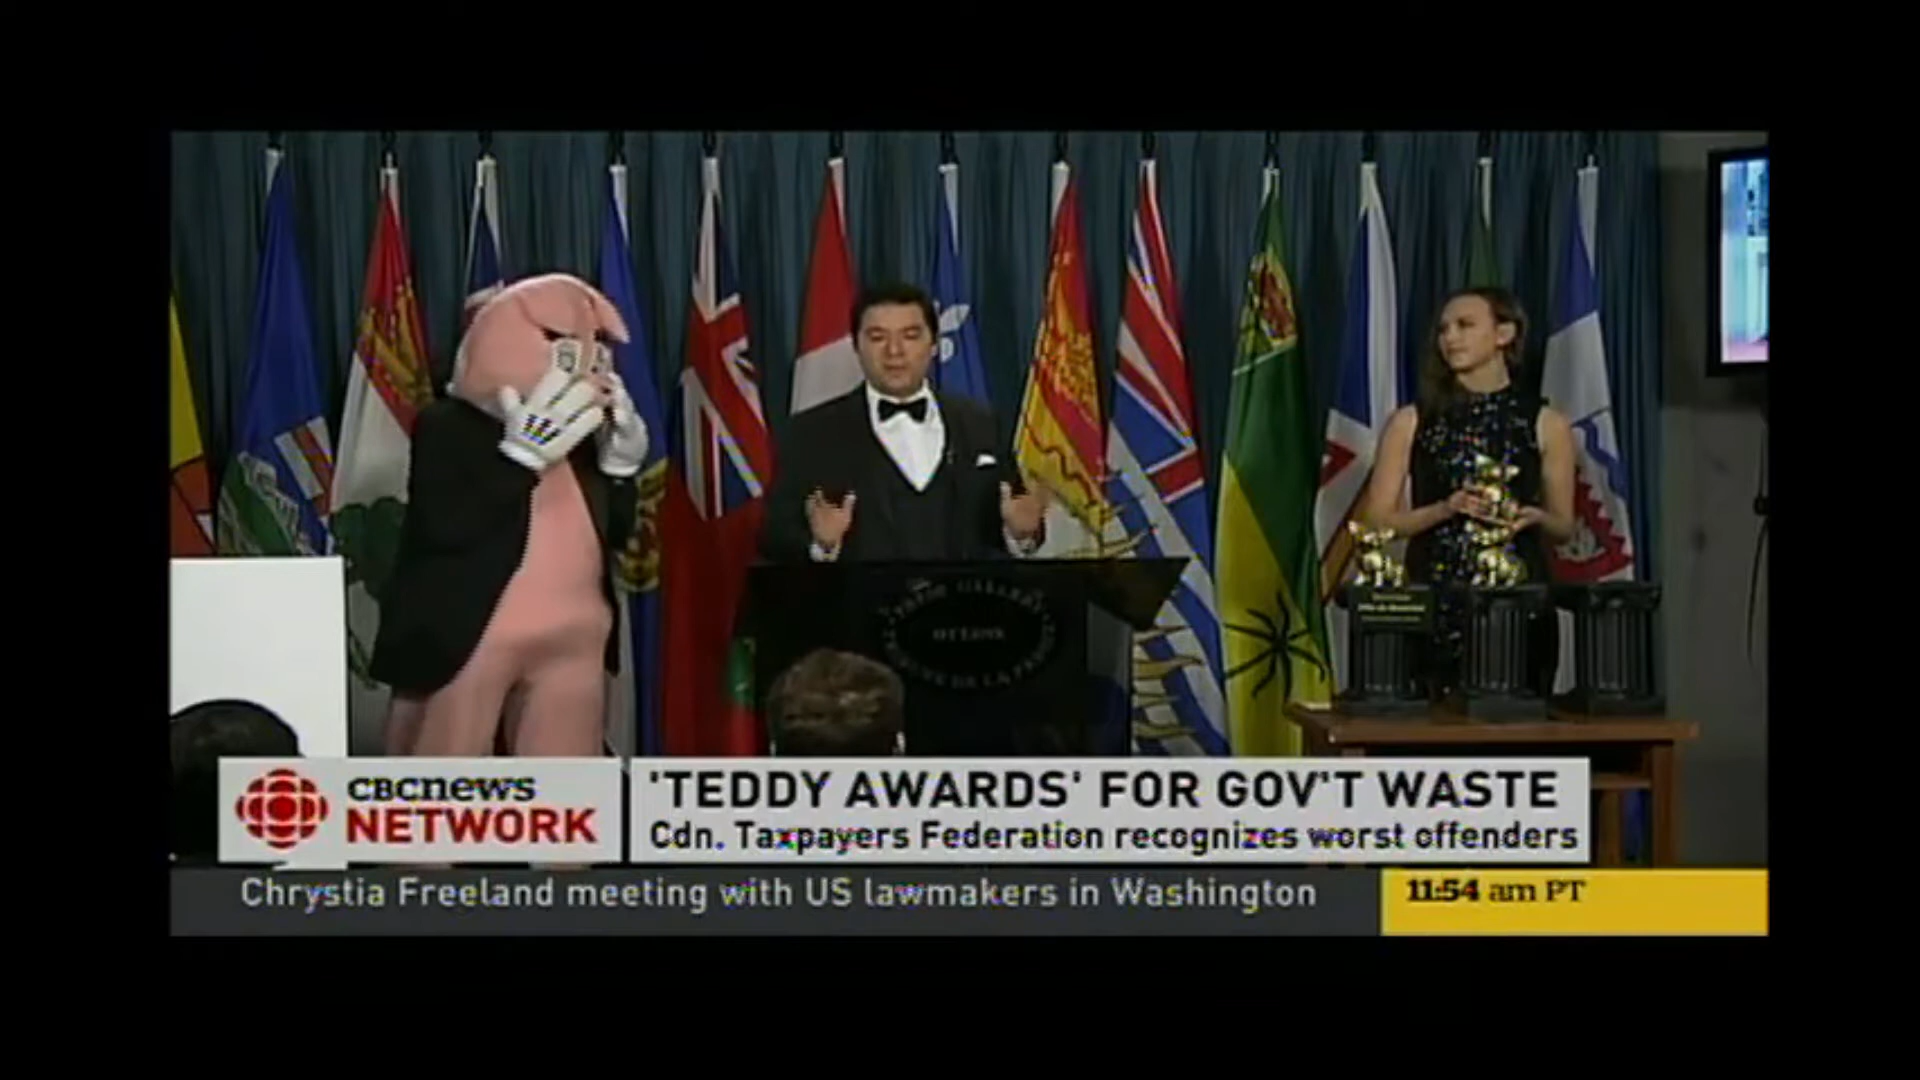 CBCnews
NETWORK
'TEDDY AWARDS' FOR GOV'T WASTE
Cdn. Taxpayers Federation recognizes worst offenders
Chrystia Freeland meeting with US lawmakers in Washington
11:54 am PT
OTTAWA